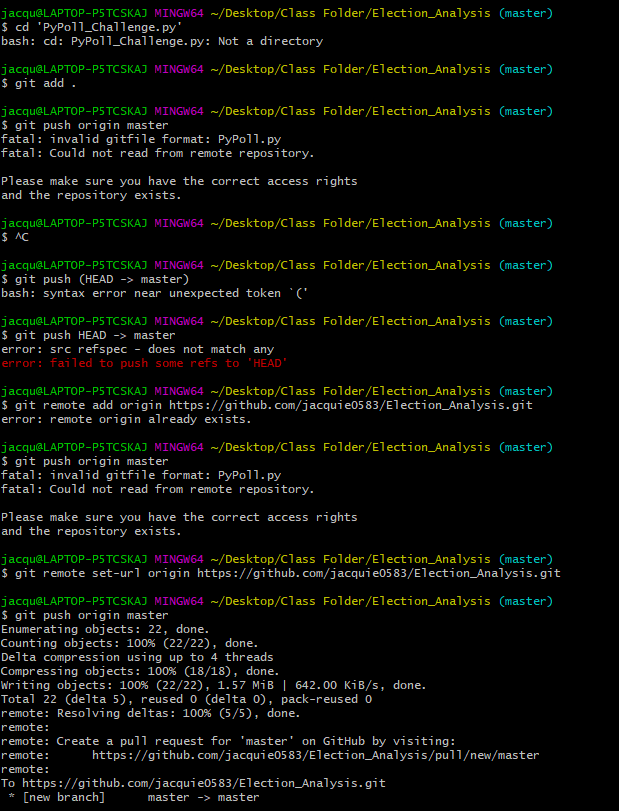 jacqu@LAPTOP-P5TCSKAJ MINGW64 ~/Desktop/Class Folder/Election_Analysis (master)
$ cd 'PyPoll_Challenge.py'
bash: cd: PyPoll_Challenge.py: Not a directory
jacqu@LAPTOP-P5TCSKAJ MINGW64 ~/Desktop/Class Folder/Election_Analysis (master)
$ git add .
jacqu@LAPTOP-P5TCSKAJ MINGW64 ~/Desktop/Class Folder/Election_Analysis (master)
$ git push origin master
fatal: invalid gitfile format: PyPoll.py
fatal: Could not read from remote repository.
Please make sure you have the correct access rights
and the repository exists.
jacqu@LAPTOP-P5TCSKAJ MINGW64 ~/Desktop/Class Folder/Election_Analysis (master)
$ ^C
jacqu@LAPTOP-P5TCSKAJ MINGW64 ~/Desktop/Class Folder/Election_Analysis (master)
$ git push (HEAD -> master)
bash: syntax error near unexpected token `('
jacqu@LAPTOP-P5TCSKAJ MINGW64 ~/Desktop/Class Folder/Election_Analysis (master)
$ git push HEAD -> master
error: src refspec - does not match any
error: failed to push some refs to 'HEAD'
jacqu@LAPTOP-P5TCSKAJ MINGW64 ~/Desktop/Class Folder/Election_Analysis (master)
$ git remote add origin https://github.com/jacquie0583/Election_Analysis.git
error: remote origin already exists.
jacqu@LAPTOP-P5TCSKAJ MINGW64 ~/Desktop/Class Folder/Election_Analysis (master)
$ git push origin master
fatal: invalid gitfile format: PyPoll.py
fatal: Could not read from remote repository.
Please make sure you have the correct access rights
and the repository exists.
jacqu@LAPTOP-P5TCSKAJ MINGW64 ~/Desktop/Class Folder/Election_Analysis (master)
$ git remote set-url origin https://github.com/jacquie0583/Election_Analysis.git
jacqu@LAPTOP-P5TCSKAJ MINGW64 ~/Desktop/Class Folder/Election_Analysis (master)
$ git push origin master
Enumerating objects: 22, done.
Counting objects: 100% (22/22), done.
Delta compression using up to 4 threads
Compressing objects: 100% (18/18), done.
Writing objects: 100% (22/22), 1.57 MiB | 642.00 KiB/s, done.
Total 22 (delta 5), reused 0 (delta 0), pack-reused 0
remote: Resolving deltas: 100% (5/5), done.
remote:
remote: Create a pull request for 'master' on GitHub by visiting:
remote:      https://github.com/jacquie0583/Election_Analysis/pull/new/master
remote:
To https://github.com/jacquie0583/Election_Analysis.git
 * [new branch]      master -> master